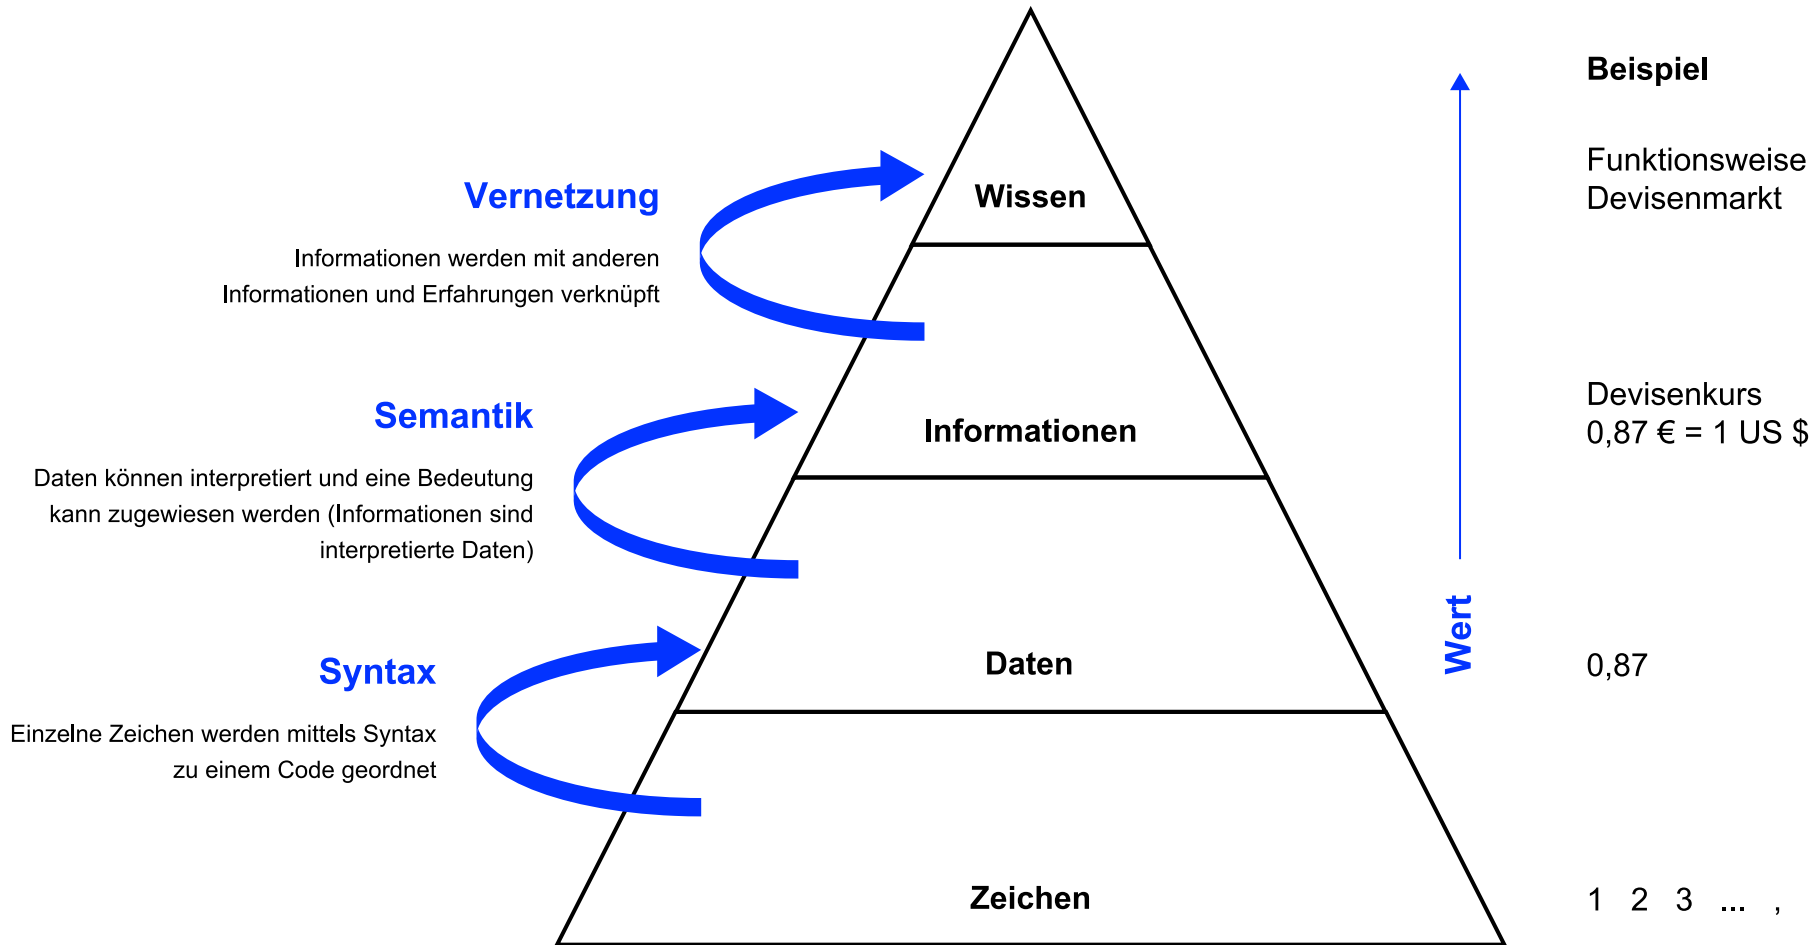 Beispiel
Funktionsweise
Devisenmarkt
Vernetzung
Wissen
Informationen werden mit anderen
Informationen und Erfahrungen verknüpft
Devisenkurs
0,87 € = 1 US $
Semantik
Informationen
Daten können interpretiert und eine Bedeutung
kann zugewiesen werden (Informationen sind
interpretierte Daten)
Wert
Syntax
Daten
0,87
Einzelne Zeichen werden mittels Syntax
zu einem Code geordnet
Zeichen
1 2 3 ... ,